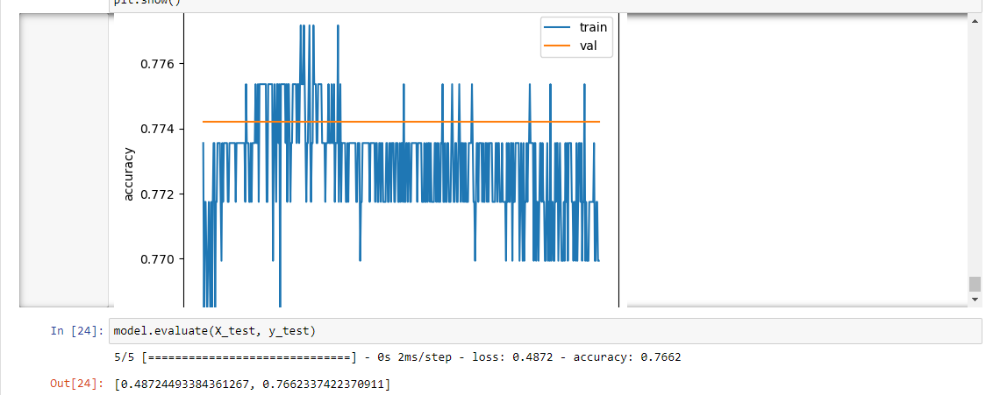 plt.show()
train
val
0.776
0.774
0.772
0.770
accuracy
In [24]: model.evaluate(X_test, y_test)
5/5 [==============================] - 0s 2ms/step - loss: 0.4872 - accuracy: 0.7662
Out[24]: [0.48724493384361267, 0.7662337422370911]